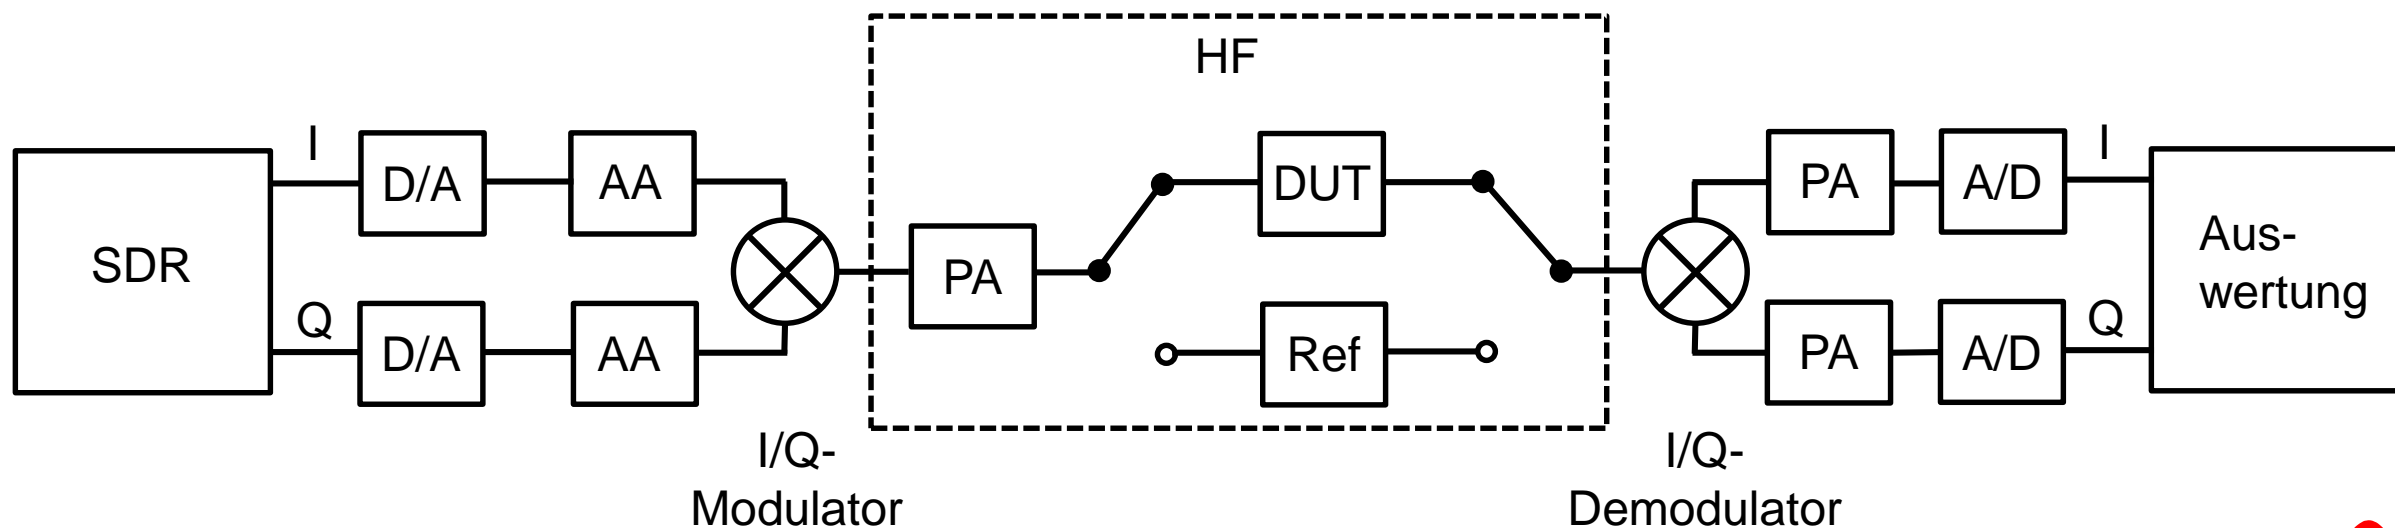 HF
SDR
I
D/A
AA
Q
D/A
AA
I/Q-
Modulator
PA
DUT
Ref
I/Q-
Demodulator
PA
A/D
I
PA
A/D
Q
Aus-
wertung